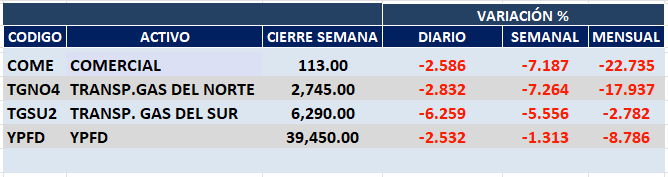 VARIACIÓN %
CODIGO ACTIVO CIERRE SEMANA DIARIO SEMANAL MENSUAL
COME COMERCIAL 113.00 -2.586 -7.187 -22.735
TGNO4 TRANSP.GAS DEL NORTE 2,745.00 -2.832 -7.264 -17.937
TGSU2 TRANSP. GAS DEL SUR 6,290.00 -6.259 -5.556 -2.782
YPFD YPFD 39,450.00 -2.532 -1.313 -8.786